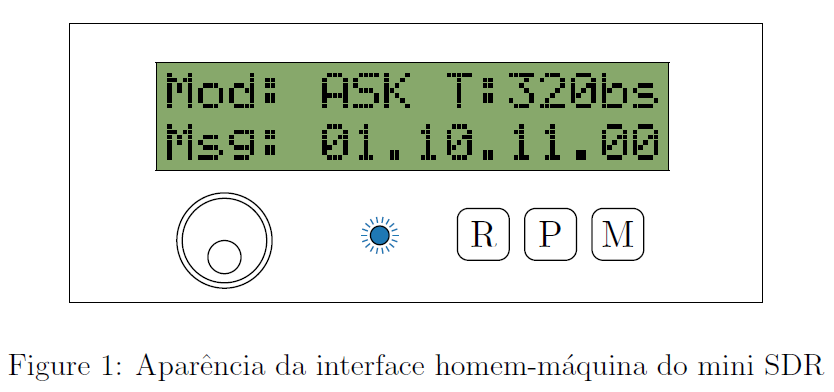 Mod: ASK T:320bs
Msg: 01.10.11.00
R P M
Figure 1: Aparência da interface homem-máquina do mini SDR